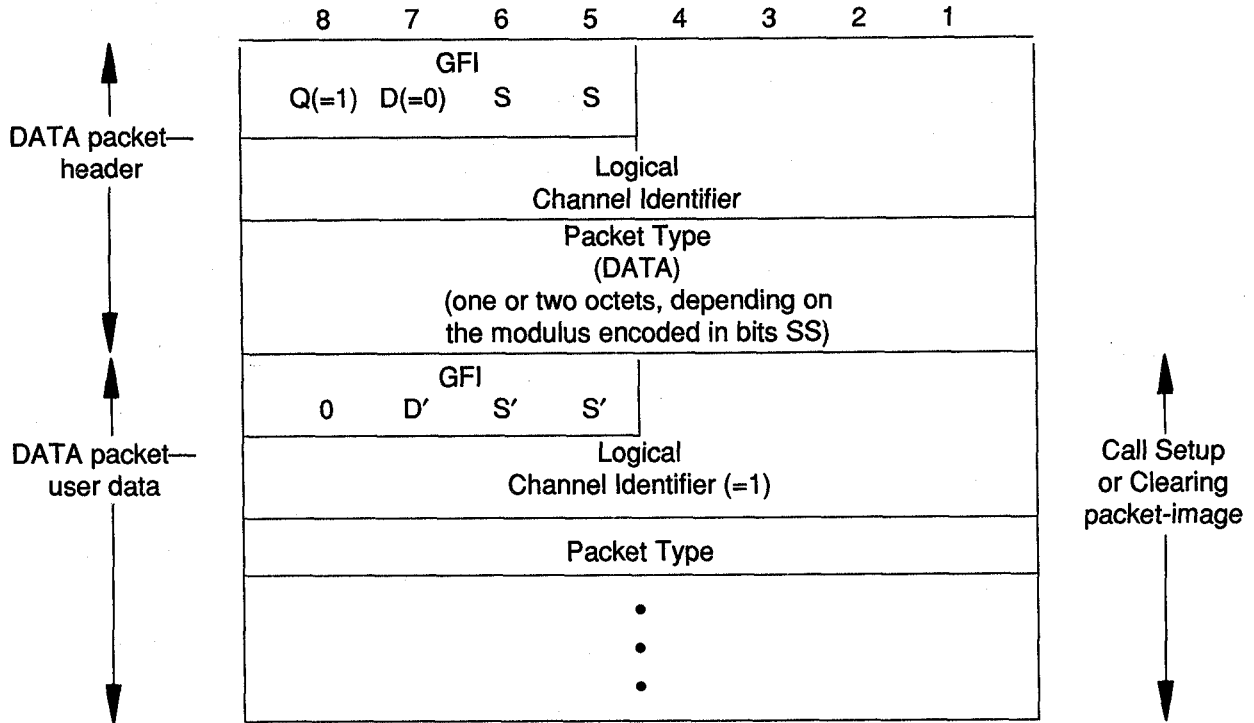 8 7 6 5 4 3 2 1
GFI
Q(=1) D(=0) S S
DATA packet—
header
Logical
Channel Identifier
Packet Type
(DATA)
(one or two octets, depending on
the modulus encoded in bits SS)
GFI
0 D′ S′ S′
DATA packet—
user data
Logical
Channel Identifier (=1)
Call Setup
or Clearing
packet-image
Packet Type